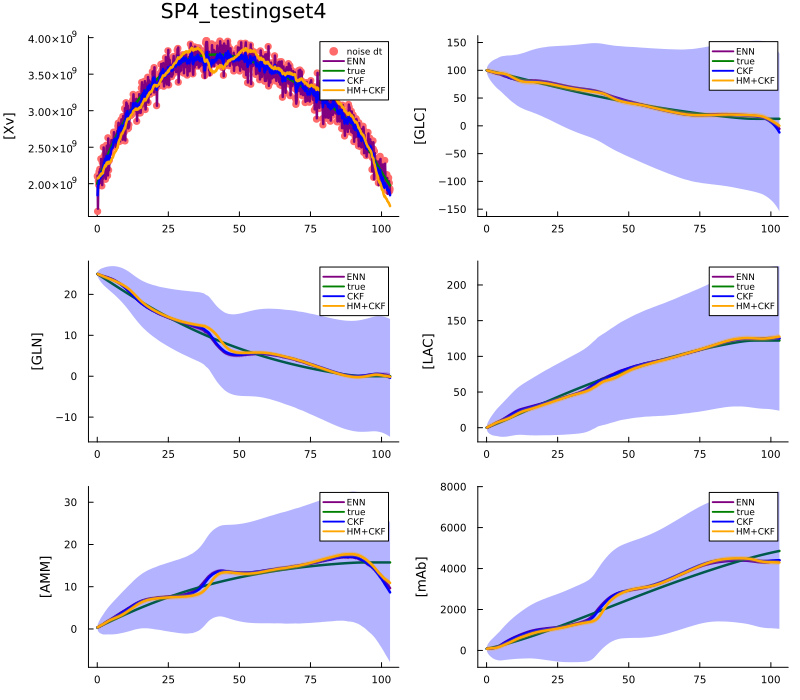 SP4_testingset4
[Xv]
4.00×10⁹
3.50×10⁹
3.00×10⁹
2.50×10⁹
2.00×10⁹
0 25 50 75 100
noise dt
ENN
true
CKF
HM+CKF
[GLC]
150
100
50
0
−50
−100
−150
0 25 50 75 100
ENN
true
CKF
HM+CKF
[GLN]
20
10
0
−10
0 25 50 75 100
ENN
true
CKF
HM+CKF
[LAC]
200
150
100
50
0
0 25 50 75 100
ENN
true
CKF
HM+CKF
[AMM]
30
20
10
0
0 25 50 75 100
ENN
true
CKF
HM+CKF
[mAb]
8000
6000
4000
2000
0
0 25 50 75 100
ENN
true
CKF
HM+CKF